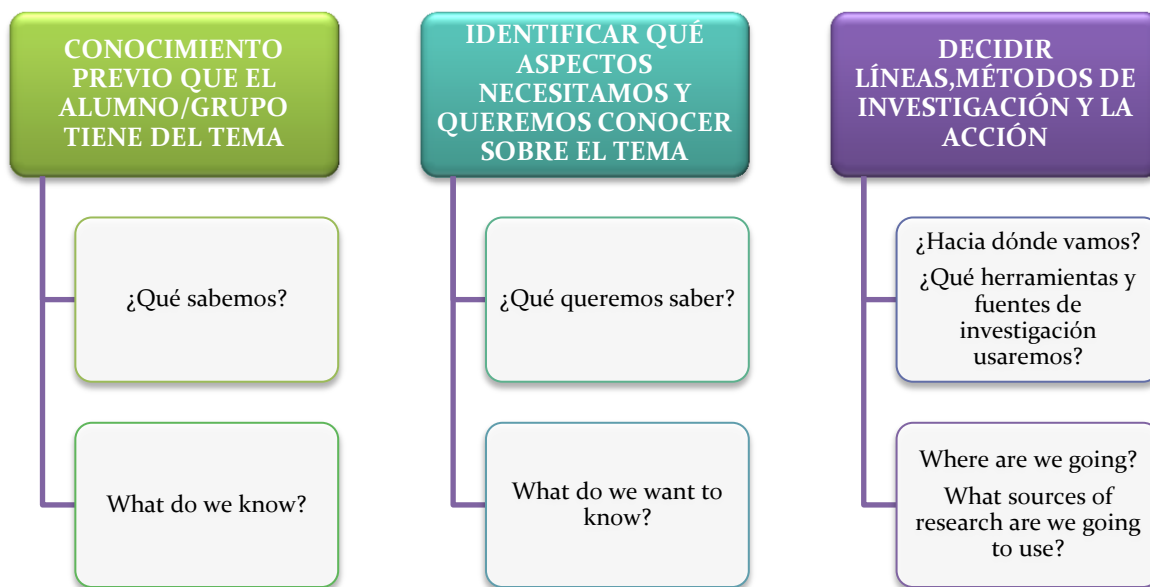 CONOCIMIENTO
PREVIO QUE EL
ALUMNO/GRUPO
TIENE DEL TEMA
¿Qué sabemos?
What do we know?
IDENTIFICAR QUÉ
ASPECTOS
NECESITAMOS Y
QUEREMOS CONOCER
SOBRE EL TEMA
¿Qué queremos saber?
What do we want to
know?
DECIDIR
LÍNEAS,MÉTODOS DE
INVESTIGACIÓN Y LA
ACCIÓN
¿Hacia dónde vamos?
¿Qué herramientas y
fuentes de
investigación
usaremos?
Where are we going?
What sources of
research are we going
to use?